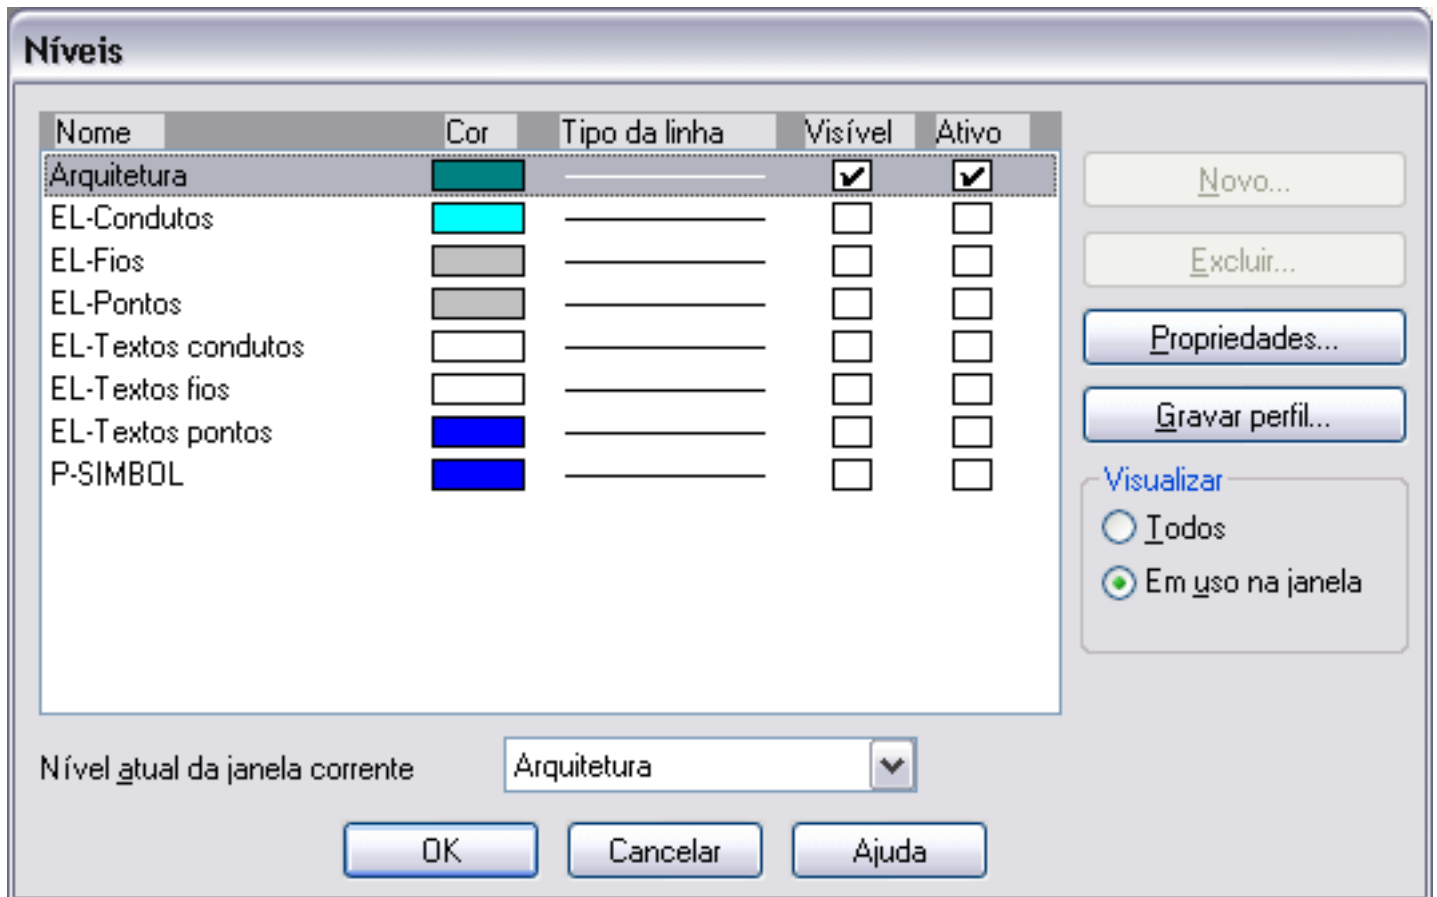 Níveis
Nome Cor Tipo da linha Visível Ativo
Arquitetura
EL-Condutos
EL-Fios
EL-Pontos
EL-Textos condutos
EL-Textos fios
EL-Textos pontos
P-SIMBOL
Novo...
Excluir...
Propriedades...
Gravar perfil...
Visualizar
Todos
Em uso na janela
Nível atual da janela corrente Arquitetura
OK Cancelar Ajuda